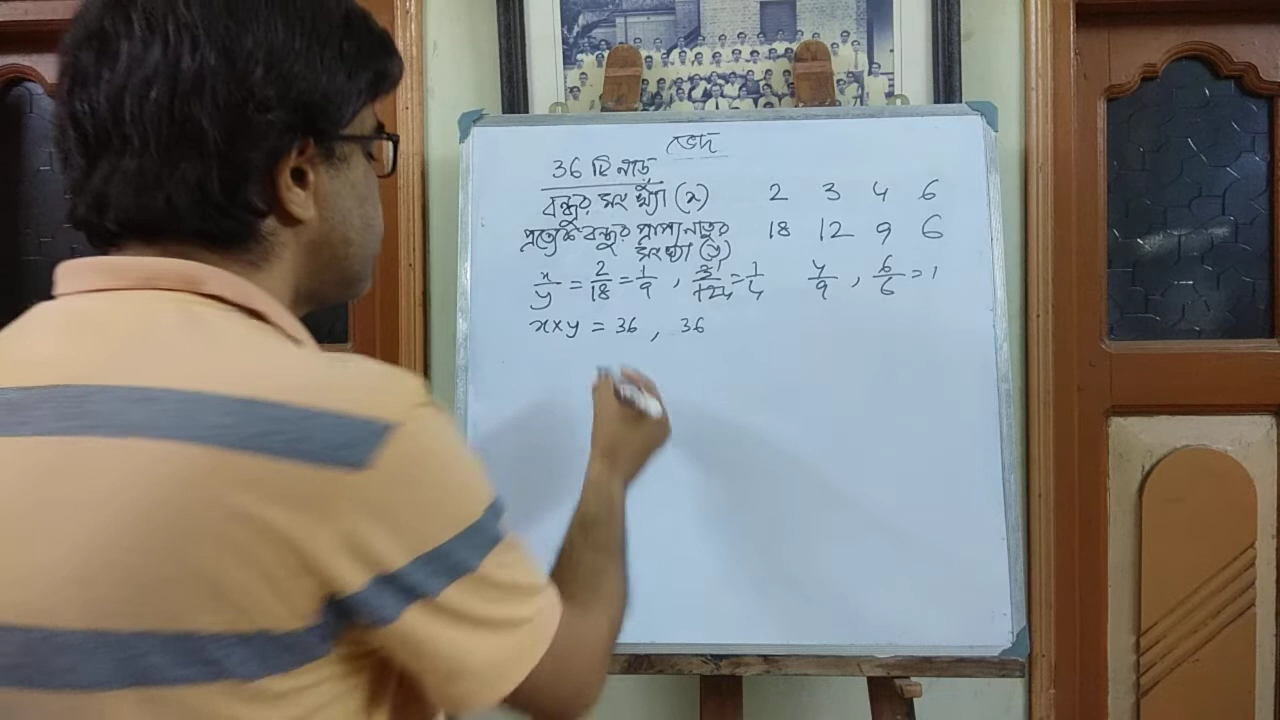 ভেদ
36 টি নাড়ু
বন্ধুর সংখ্যা (x) 2 3 4 6
প্রত্যেক বন্ধুর প্রাপ্য নাড়ুর 18 12 9 6
সংখ্যা (y)
x/y = 2/18 = 1/9 , 3/12 = 1/4 4/9 , 6/6 = 1
x×y = 36 , 36